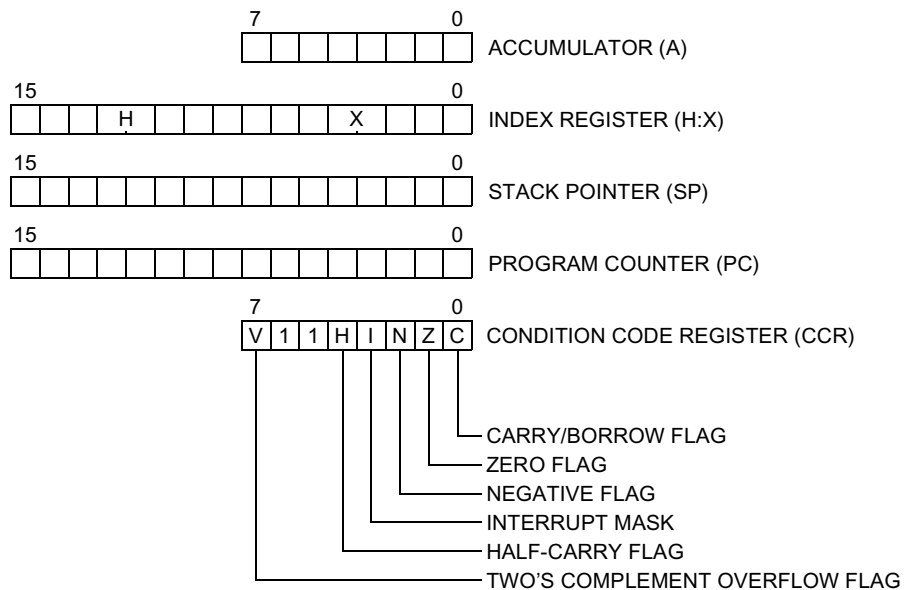 7 0
ACCUMULATOR (A)
15 0
H X INDEX REGISTER (H:X)
15 0
STACK POINTER (SP)
15 0
PROGRAM COUNTER (PC)
7 0
V 1 1 H I N Z C CONDITION CODE REGISTER (CCR)
CARRY/BORROW FLAG
ZERO FLAG
NEGATIVE FLAG
INTERRUPT MASK
HALF-CARRY FLAG
TWO'S COMPLEMENT OVERFLOW FLAG